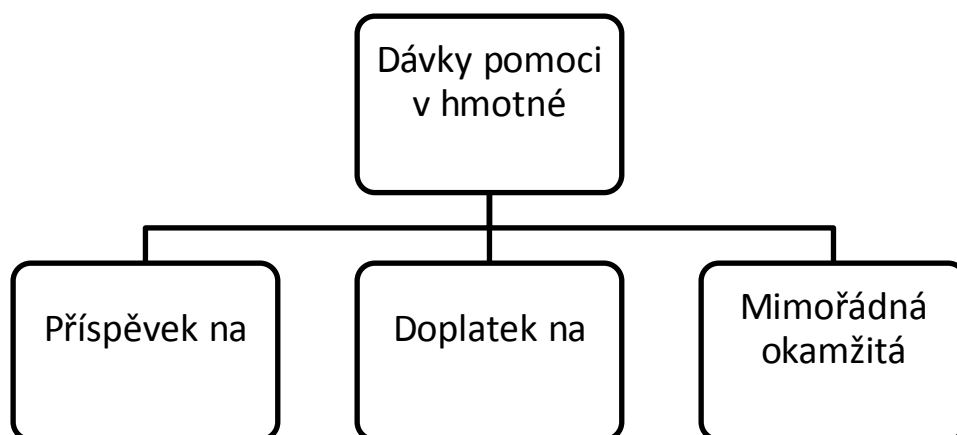 Dávky pomoci
v hmotné
Příspěvek na
Doplatek na
Mimořádná
okamžitá